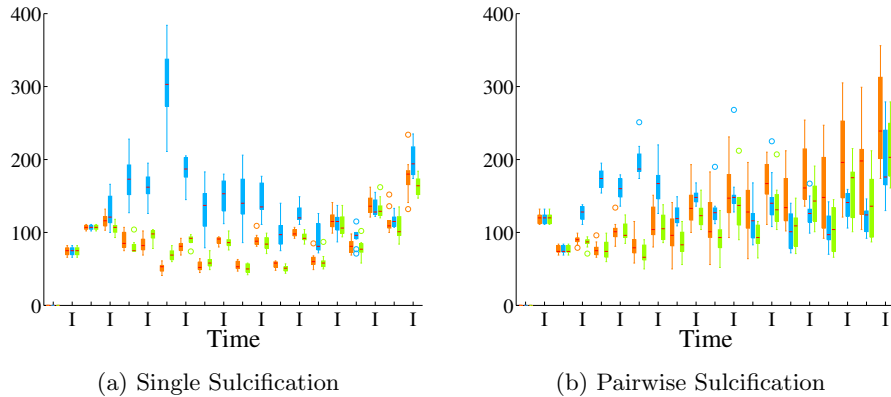 400
300
200
100
0
I I I I I I I I I I
Time
(a) Single Sulcification
400
300
200
100
0
I I I I I I I I I I
Time
(b) Pairwise Sulcification